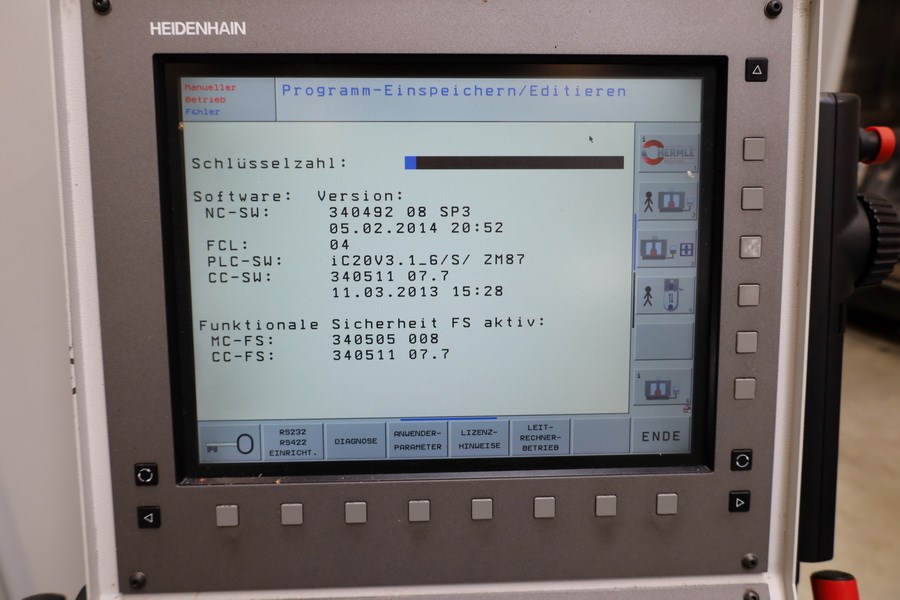 HEIDENHAIN
Manueller
Betrieb
Fehler
Programm-Einspeichern/Editieren
Schlüsselzahl:
HERMLE
Software: Version:
NC-SW: 340492 08 SP3
05.02.2014 20:52
FCL: 04
PLC-SW: iC20V3.1_6/S/ ZM87
CC-SW: 340511 07.7
11.03.2013 15:28
Funktionale Sicherheit FS aktiv:
MC-FS: 340505 008
CC-FS: 340511 07.7
RS232
RS422
EINRICHT.
DIAGNOSE
ANWENDER-
PARAMETER
LIZENZ-
HINWEISE
LEIT-
RECHNER-
BETRIEB
ENDE